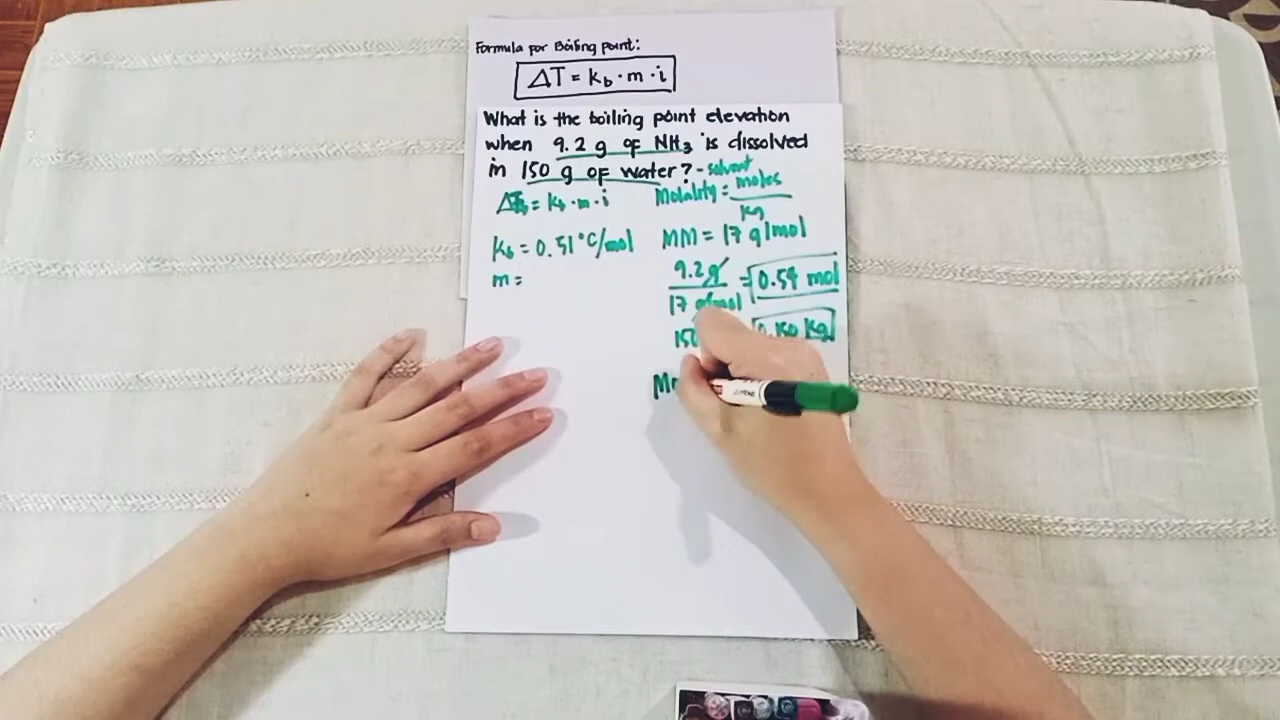 Formula for Boiling point:
ΔT = kb · m · i
What is the boiling point elevation
when 9.2 g of NH3 is dissolved
in 150 g of water? - solvent
ΔTb = kb · m · i
Molality = moles
kg
kb = 0.51 °C/mol
MM = 17 g/mol
m =
9.2g
= 0.54 mol
17 g/mol
150
0.150 kg